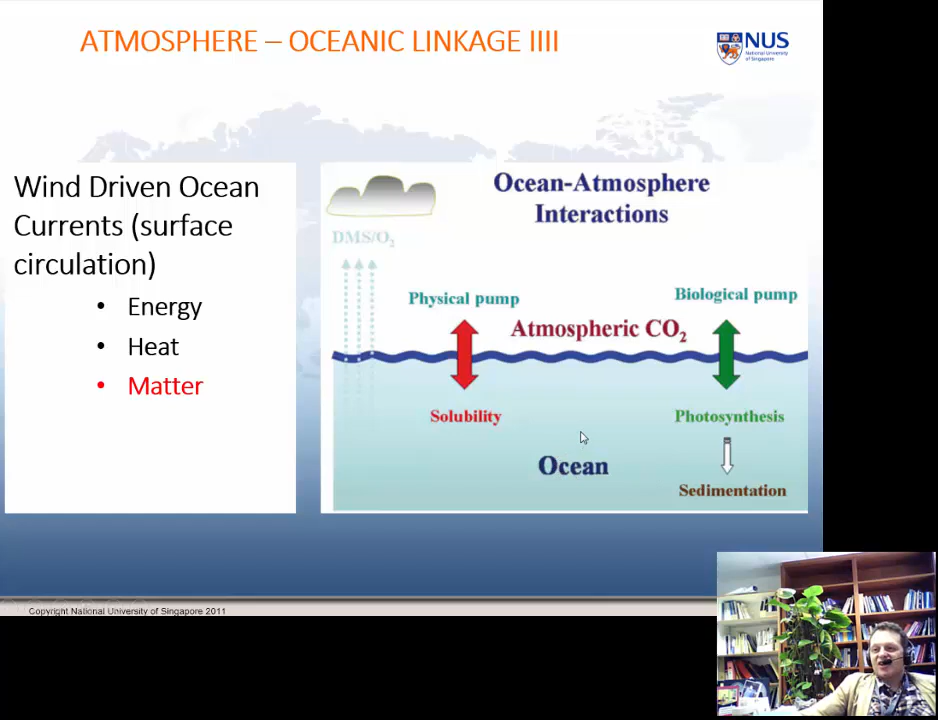 ATMOSPHERE – OCEANIC LINKAGE IIII
NUS
National University
of Singapore
Wind Driven Ocean
Currents (surface
circulation)
• Energy
• Heat
• Matter
Ocean-Atmosphere
Interactions
DMS/O₂
Physical pump
Biological pump
Atmospheric CO₂
Solubility
Photosynthesis
Ocean
Sedimentation
Copyright National University of Singapore 2011